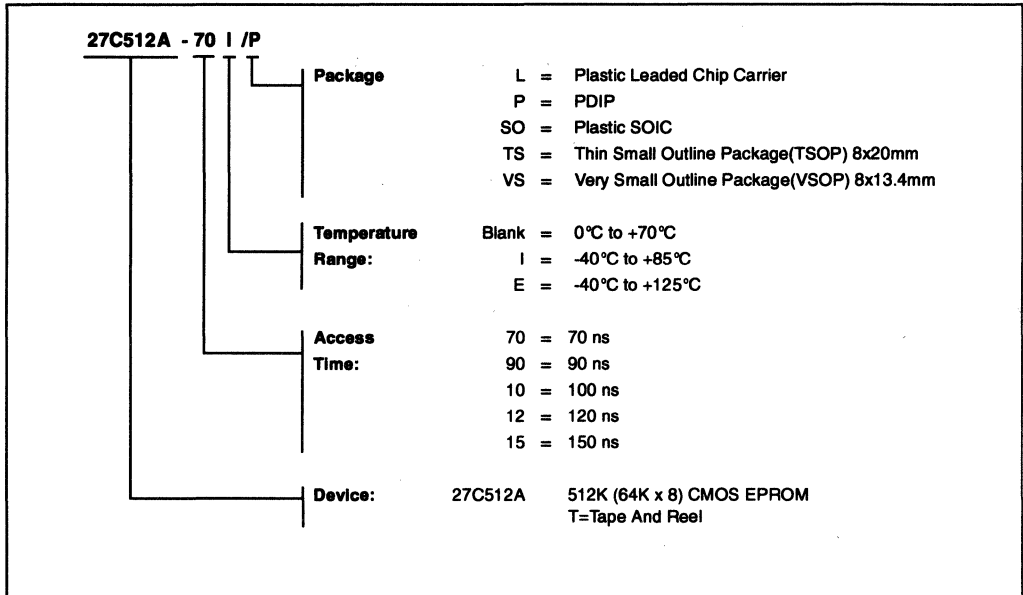 27C512A - 70 I /P
Package L = Plastic Leaded Chip Carrier
P = PDIP
SO = Plastic SOIC
TS = Thin Small Outline Package(TSOP) 8x20mm
VS = Very Small Outline Package(VSOP) 8x13.4mm
Temperature Blank = 0°C to +70°C
Range: I = -40°C to +85°C
E = -40°C to +125°C
Access 70 = 70 ns
Time: 90 = 90 ns
10 = 100 ns
12 = 120 ns
15 = 150 ns
Device: 27C512A 512K (64K x 8) CMOS EPROM
T=Tape And Reel